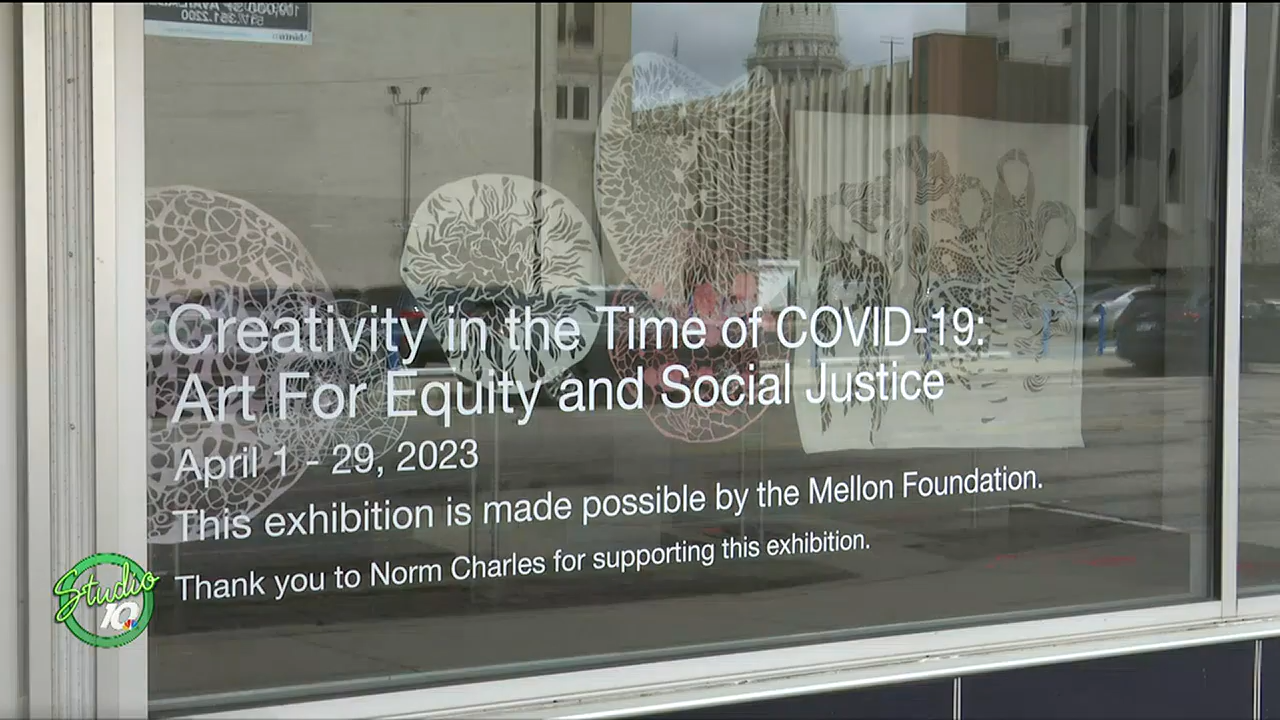 Creativity in the Time of COVID-19:
Art For Equity and Social Justice
April 1 - 29, 2023
This exhibition is made possible by the Mellon Foundation.
Thank you to Norm Charles for supporting this exhibition.
Studio
10